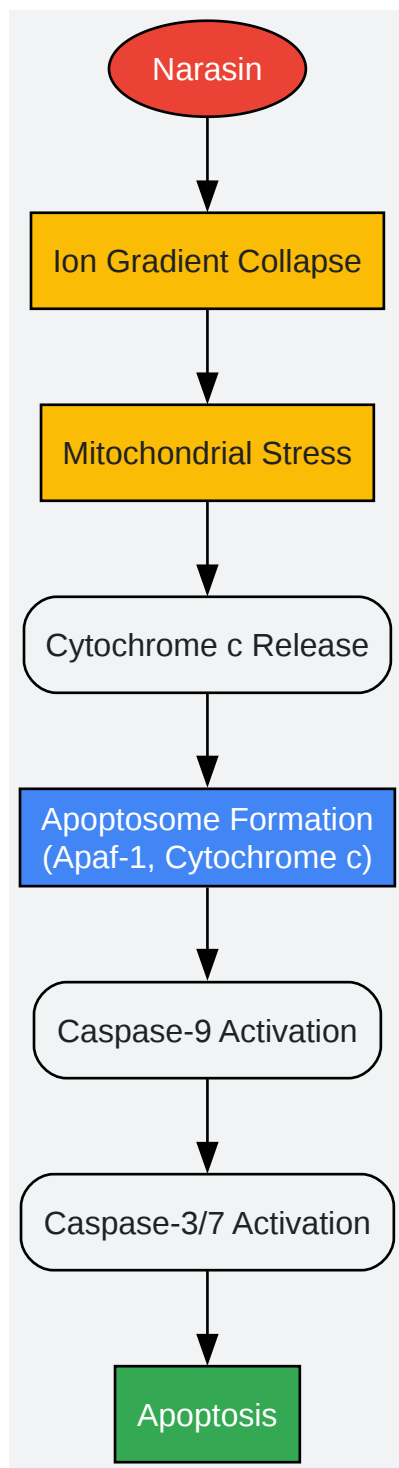 Narasin
Ion Gradient Collapse
Mitochondrial Stress
Cytochrome c Release
Apoptosome Formation
(Apaf-1, Cytochrome c)
Caspase-9 Activation
Caspase-3/7 Activation
Apoptosis